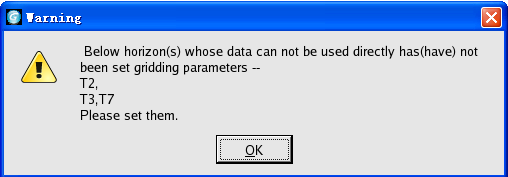 Warning
Below horizon(s) whose data can not be used directly has(have) not
been set gridding parameters --
T2,
T3,T7
Please set them.
OK